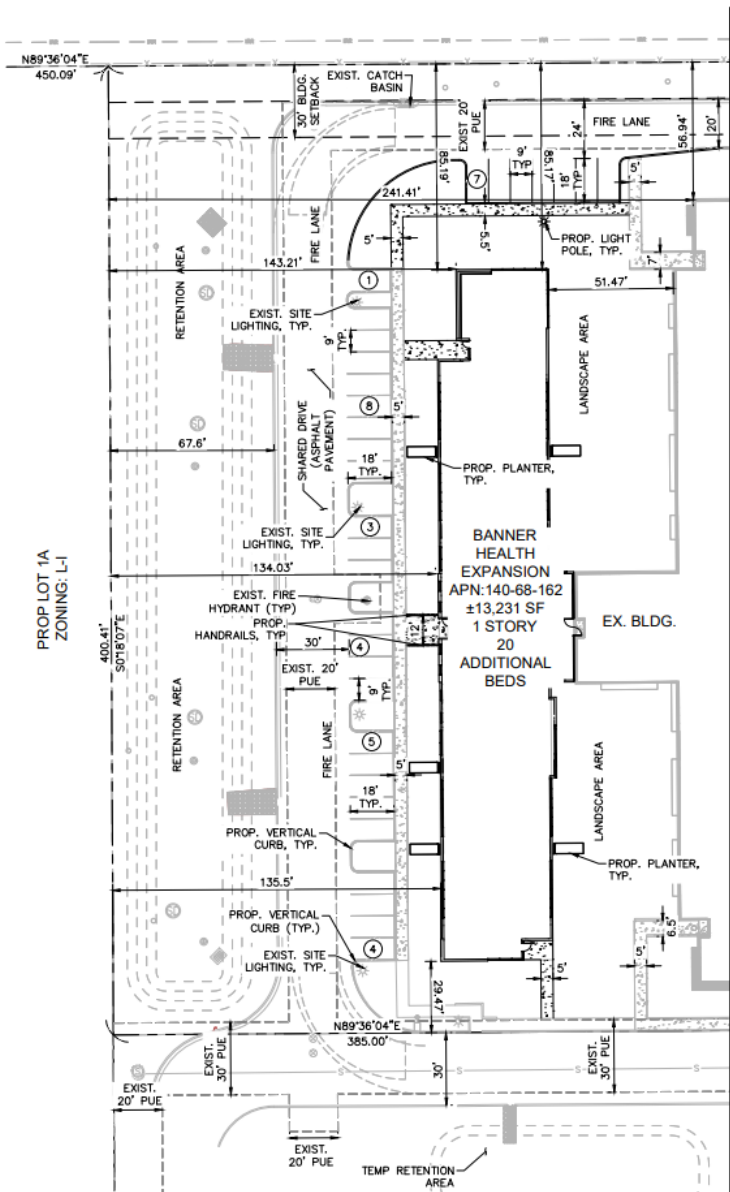 N89°36'04"E
450.09'
30' BLDG.
SETBACK
EXIST. CATCH
BASIN
EXIST 20'
PUE
24'
FIRE LANE
56.94'
20'
85.19'
9'
TYP
85.17'
18'
TYP
5'
7
241.41'
5'
5.5'
PROP. LIGHT
POLE, TYP.
7'
FIRE LANE
143.21'
51.47'
RETENTION AREA
SD
1
EXIST. SITE
LIGHTING, TYP.
9'
TYP.
LANDSCAPE AREA
8
5'
SHARED DRIVE
(ASPHALT
PAVEMENT)
SD
67.6'
18'
TYP.
PROP. PLANTER,
TYP.
3
EXIST. SITE
LIGHTING, TYP.
PROP LOT 1A
ZONING: L-I
400.41'
S0°18'07"E
134.03'
BANNER
HEALTH
EXPANSION
APN:140-68-162
±13,231 SF
1 STORY
20
ADDITIONAL
BEDS
EX. BLDG.
EXIST. FIRE
HYDRANT (TYP)
PROP.
HANDRAILS, TYP
12'
30'
4
EXIST. 20'
PUE
9'
TYP.
RETENTION AREA
SD
FIRE LANE
5
5'
LANDSCAPE AREA
18'
TYP.
PROP. VERTICAL
CURB, TYP.
PROP. PLANTER,
TYP.
135.5'
SD
PROP. VERTICAL
CURB (TYP.)
4
6.5'
EXIST. SITE
LIGHTING, TYP.
5'
5'
29.47'
N89°36'04"E
385.00'
EXIST.
30' PUE
EXIST.
30' PUE
S
S
S
EXIST.
20' PUE
EXIST.
20' PUE
TEMP RETENTION
AREA